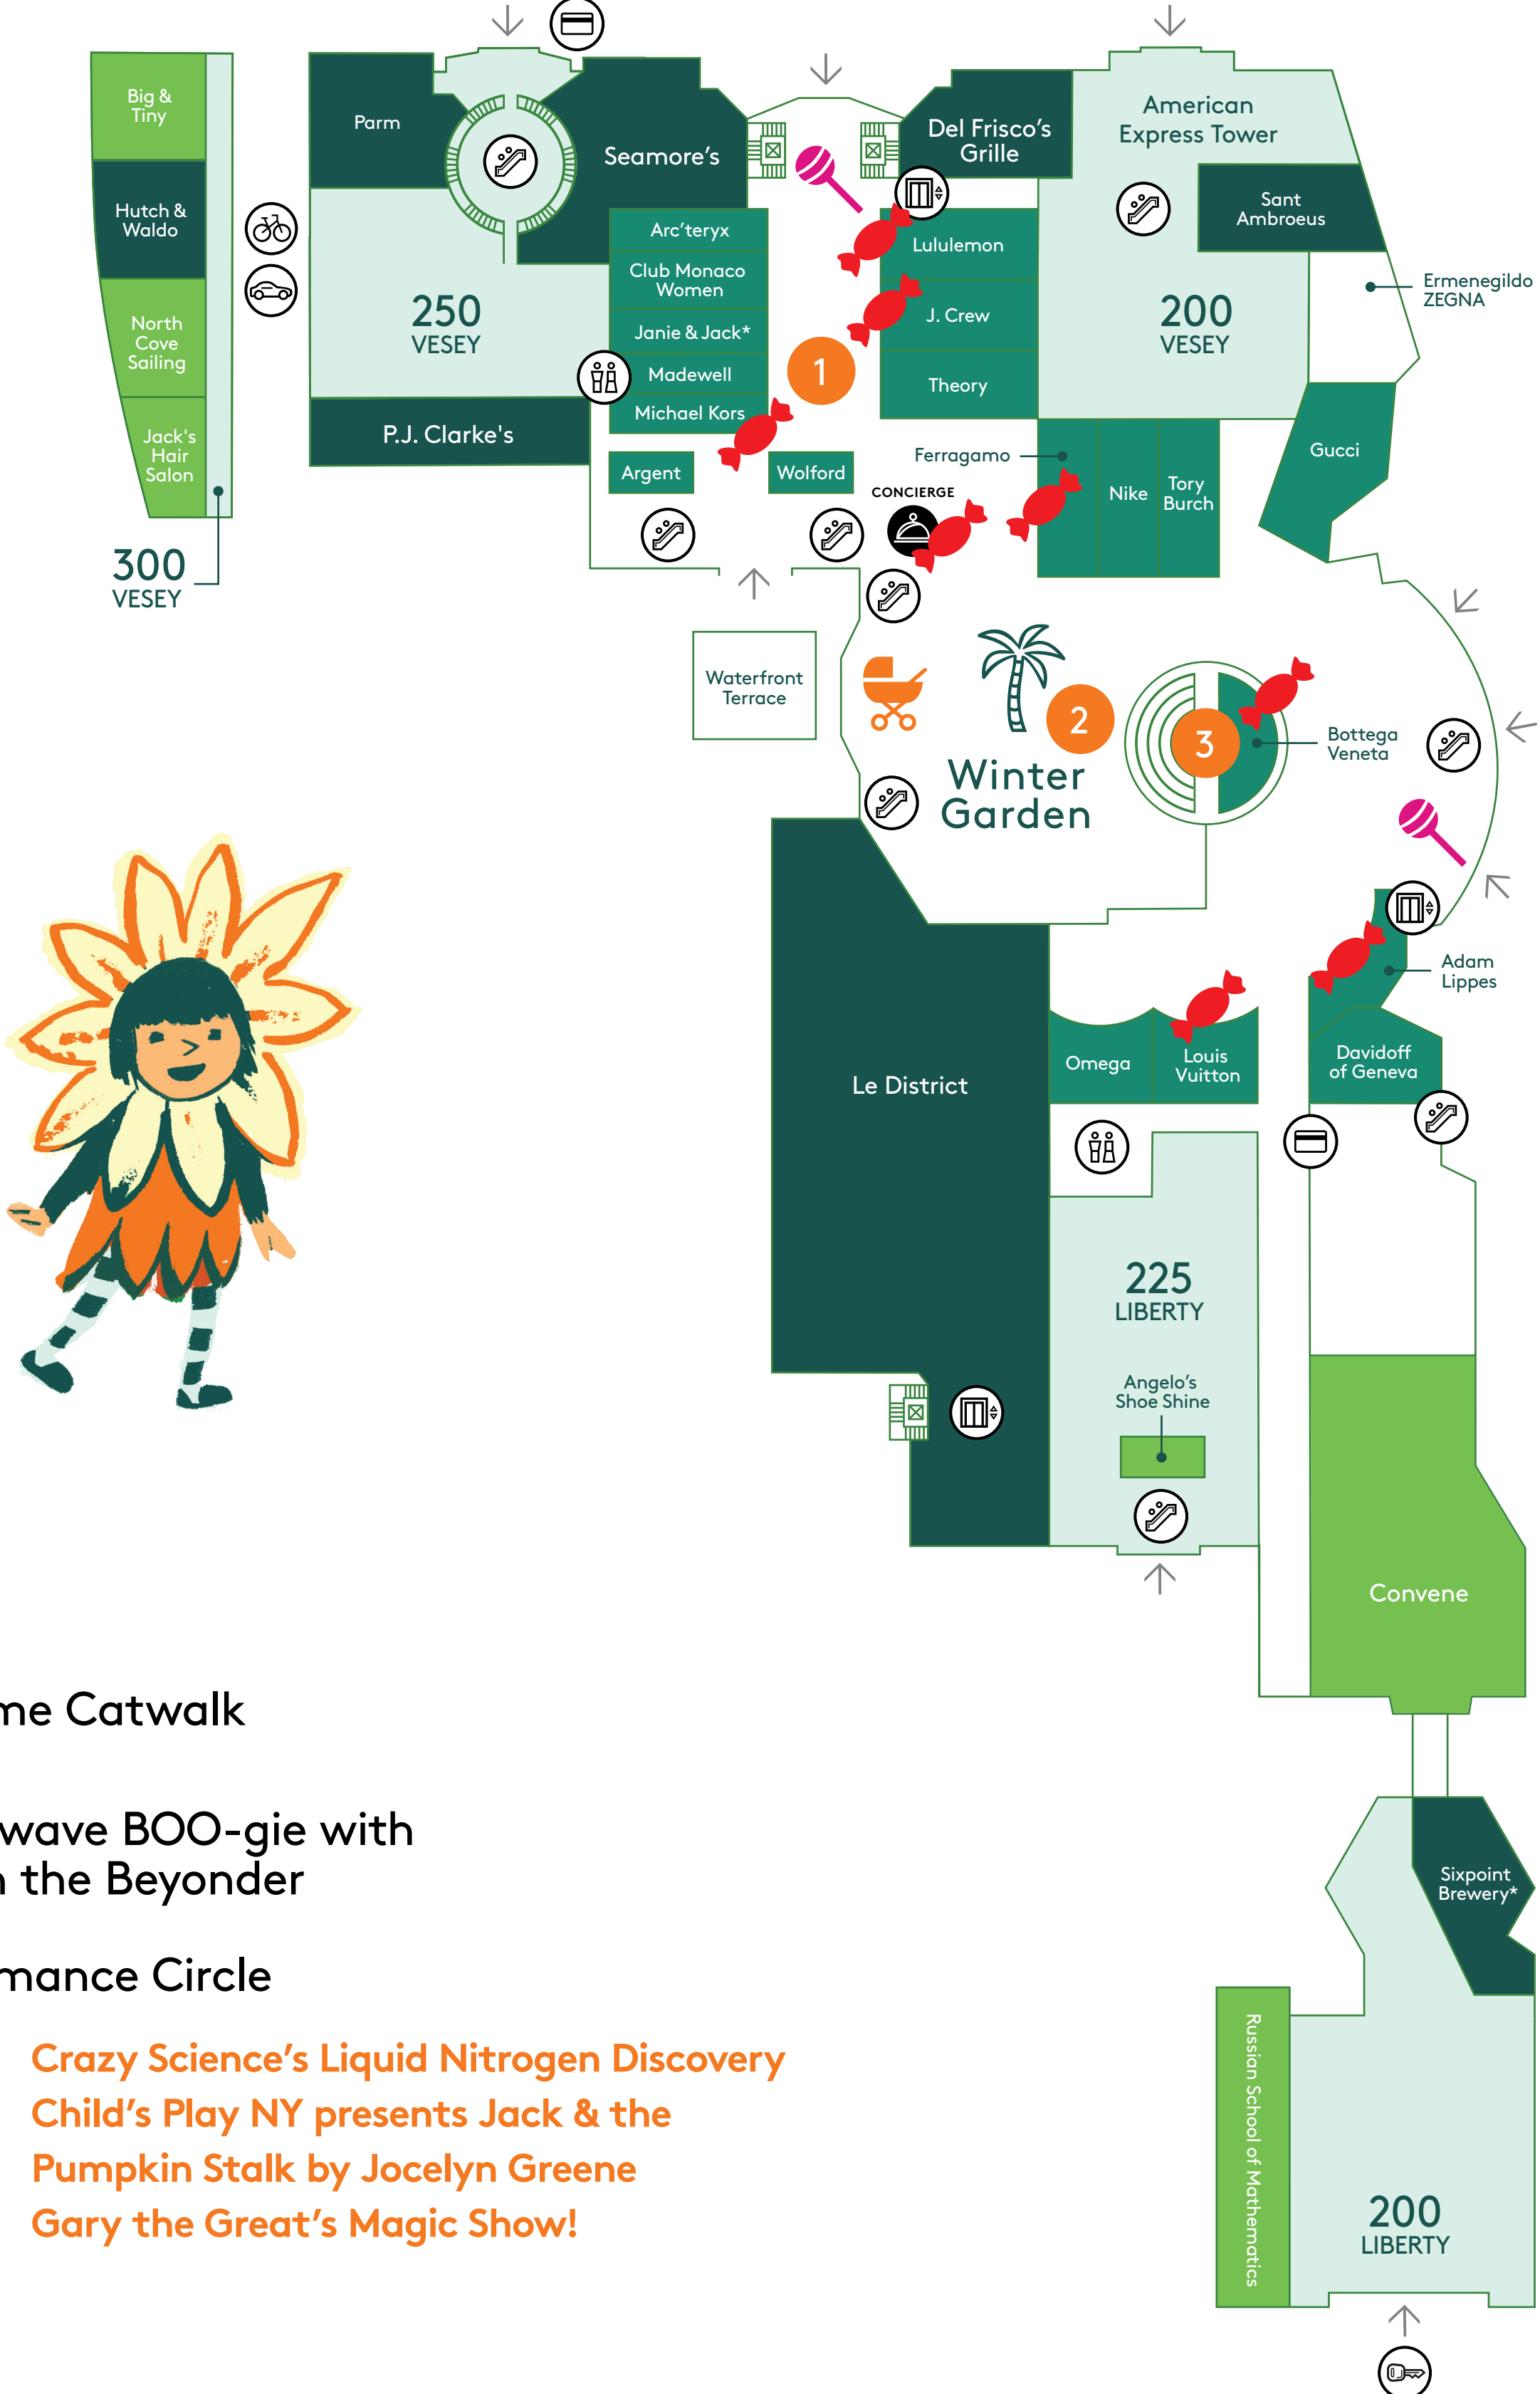 Big &
Tiny
Hutch &
Waldo
North
Cove
Sailing
Jack's
Hair
Salon
300
VESEY
Parm
250
VESEY
P.J. Clarke's
Seamore’s
Arc’teryx
Club Monaco
Women
Janie & Jack*
Madewell
Michael Kors
Argent
Wolford
1
CONCIERGE
Del Frisco’s
Grille
Lululemon
J. Crew
Theory
American
Express Tower
Sant
Ambroeus
200
VESEY
Ermenegildo
ZEGNA
Ferragamo
Nike
Tory
Burch
Gucci
Waterfront
Terrace
2
3
Winter
Garden
Bottega
Veneta
Adam
Lippes
Le District
Omega
Louis
Vuitton
Davidoff
of Geneva
225
LIBERTY
Angelo’s
Shoe Shine
Convene
Sixpoint
Brewery*
Russian School of Mathematics
200
LIBERTY
me Catwalk
wave BOO-gie with
the Beyonder
mance Circle
Crazy Science’s Liquid Nitrogen Discovery
Child’s Play NY presents Jack & the
Pumpkin Stalk by Jocelyn Greene
Gary the Great’s Magic Show!